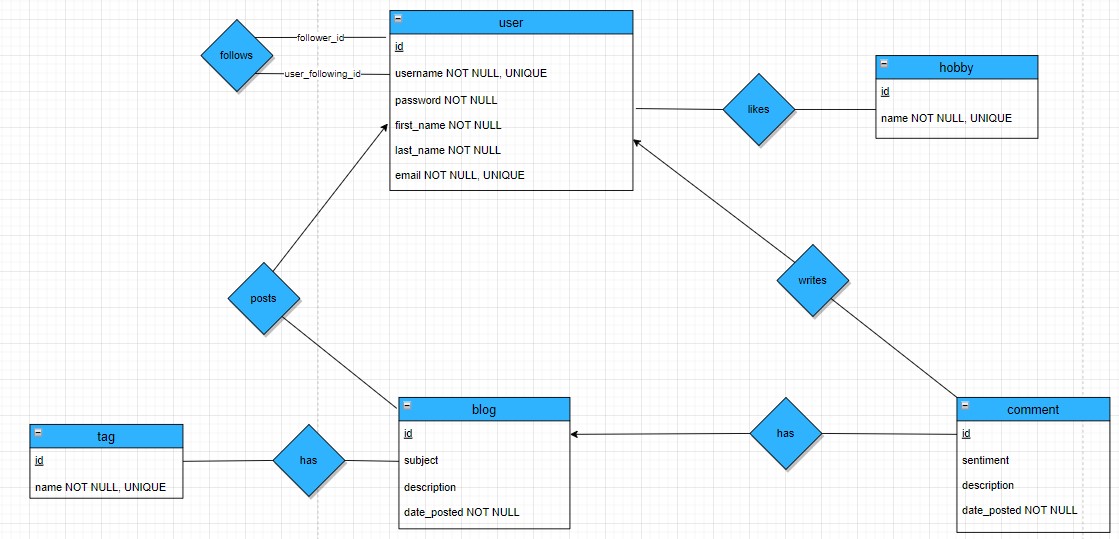 user
id
username NOT NULL, UNIQUE
password NOT NULL
first_name NOT NULL
last_name NOT NULL
email NOT NULL, UNIQUE
follows
follower_id
user_following_id
likes
hobby
id
name NOT NULL, UNIQUE
posts
writes
tag
id
name NOT NULL, UNIQUE
has
blog
id
subject
description
date_posted NOT NULL
has
comment
id
sentiment
description
date_posted NOT NULL